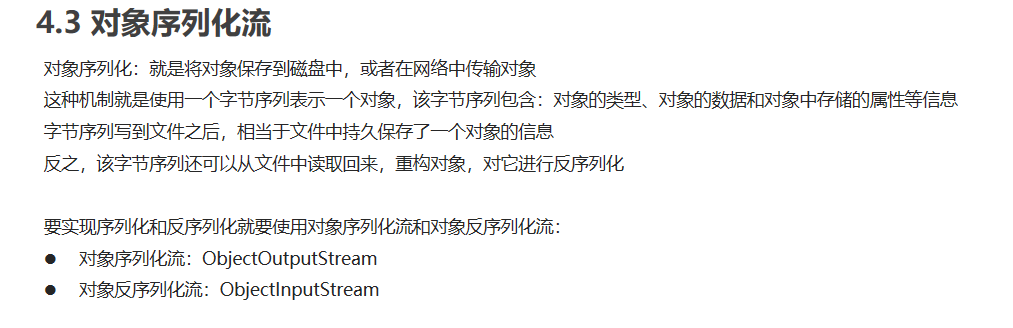 4.3 对象序列化流
对象序列化：就是将对象保存到磁盘中，或者在网络中传输对象
这种机制就是使用一个字节序列表示一个对象，该字节序列包含：对象的类型、对象的数据和对象中存储的属性等信息
字节序列写到文件之后，相当于文件中持久保存了一个对象的信息
反之，该字节序列还可以从文件中读取回来，重构对象，对它进行反序列化
要实现序列化和反序列化就要使用对象序列化流和对象反序列化流：
● 对象序列化流：ObjectOutputStream
● 对象反序列化流：ObjectInputStream